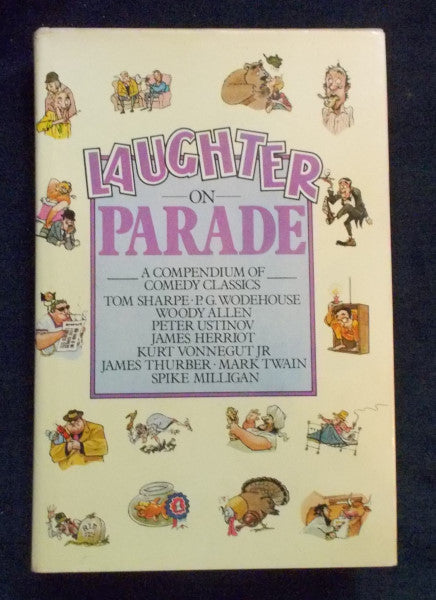 LAUGHTER
ON
PARADE
A COMPENDIUM OF
COMEDY CLASSICS
TOM SHARPE · P.G. WODEHOUSE
WOODY ALLEN
PETER USTINOV
JAMES HERRIOT
KURT VONNEGUT JR
JAMES THURBER · MARK TWAIN
SPIKE MILLIGAN